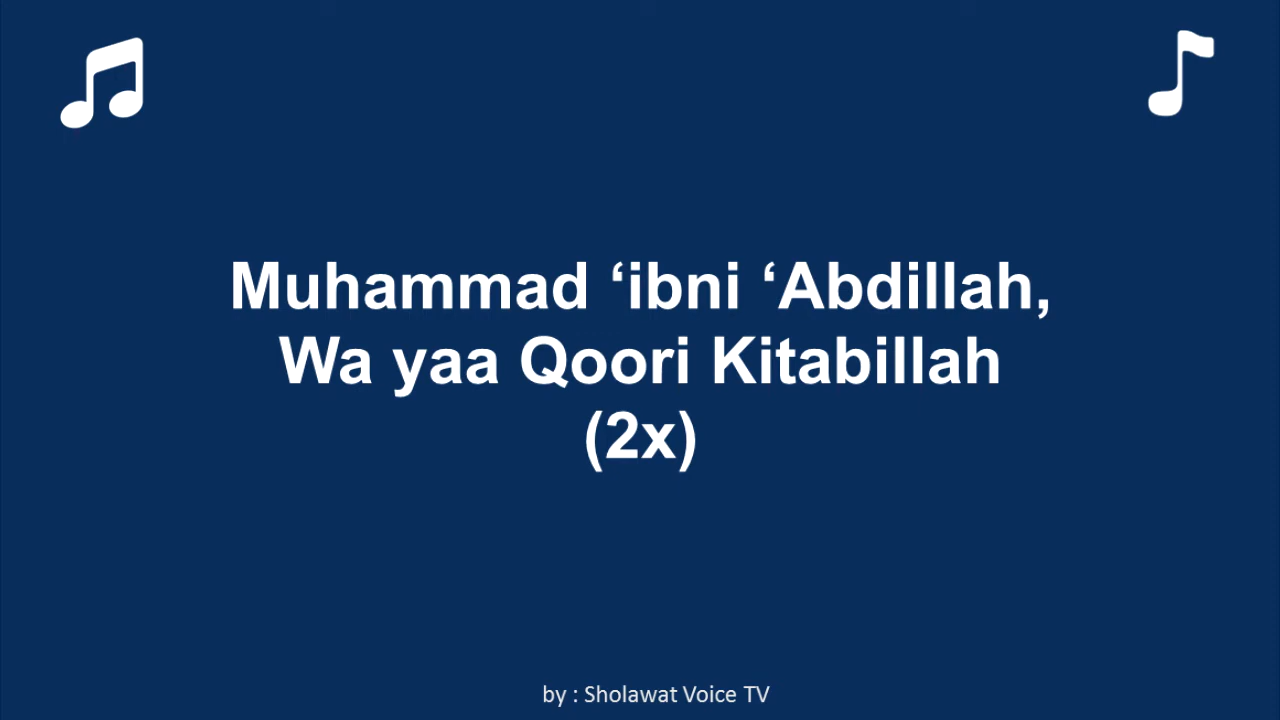 Muhammad ‘ibni ‘Abdillah,
Wa yaa Qoori Kitabillah
(2x)
by : Sholawat Voice TV